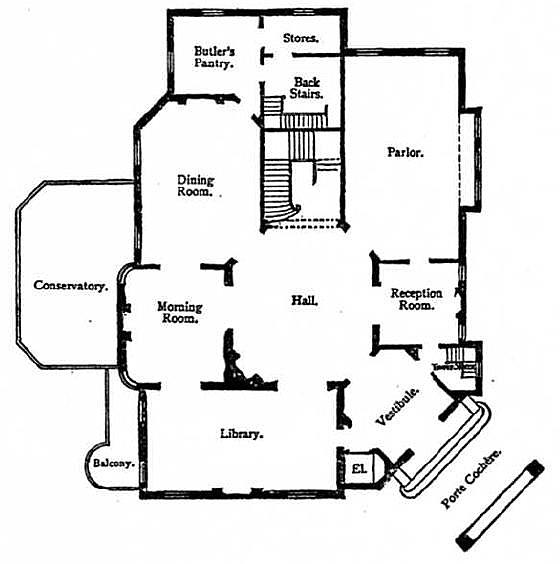 Stores.
Butler's
Pantry.
Back
Stairs.
Parlor.
Dining
Room.
Conservatory.
Morning
Room.
Hall.
Reception
Room.
Vestibule.
Library.
Balcony.
El.
Porte Cochère.